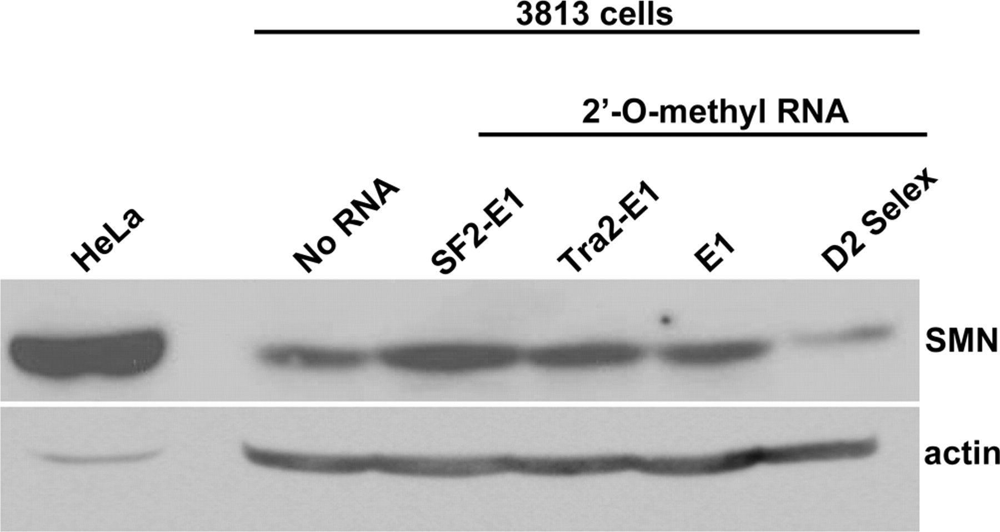 3813 cells
2’-O-methyl RNA
HeLa
No RNA
SF2-E1
Tra2-E1
E1
D2 Selex
SMN
actin